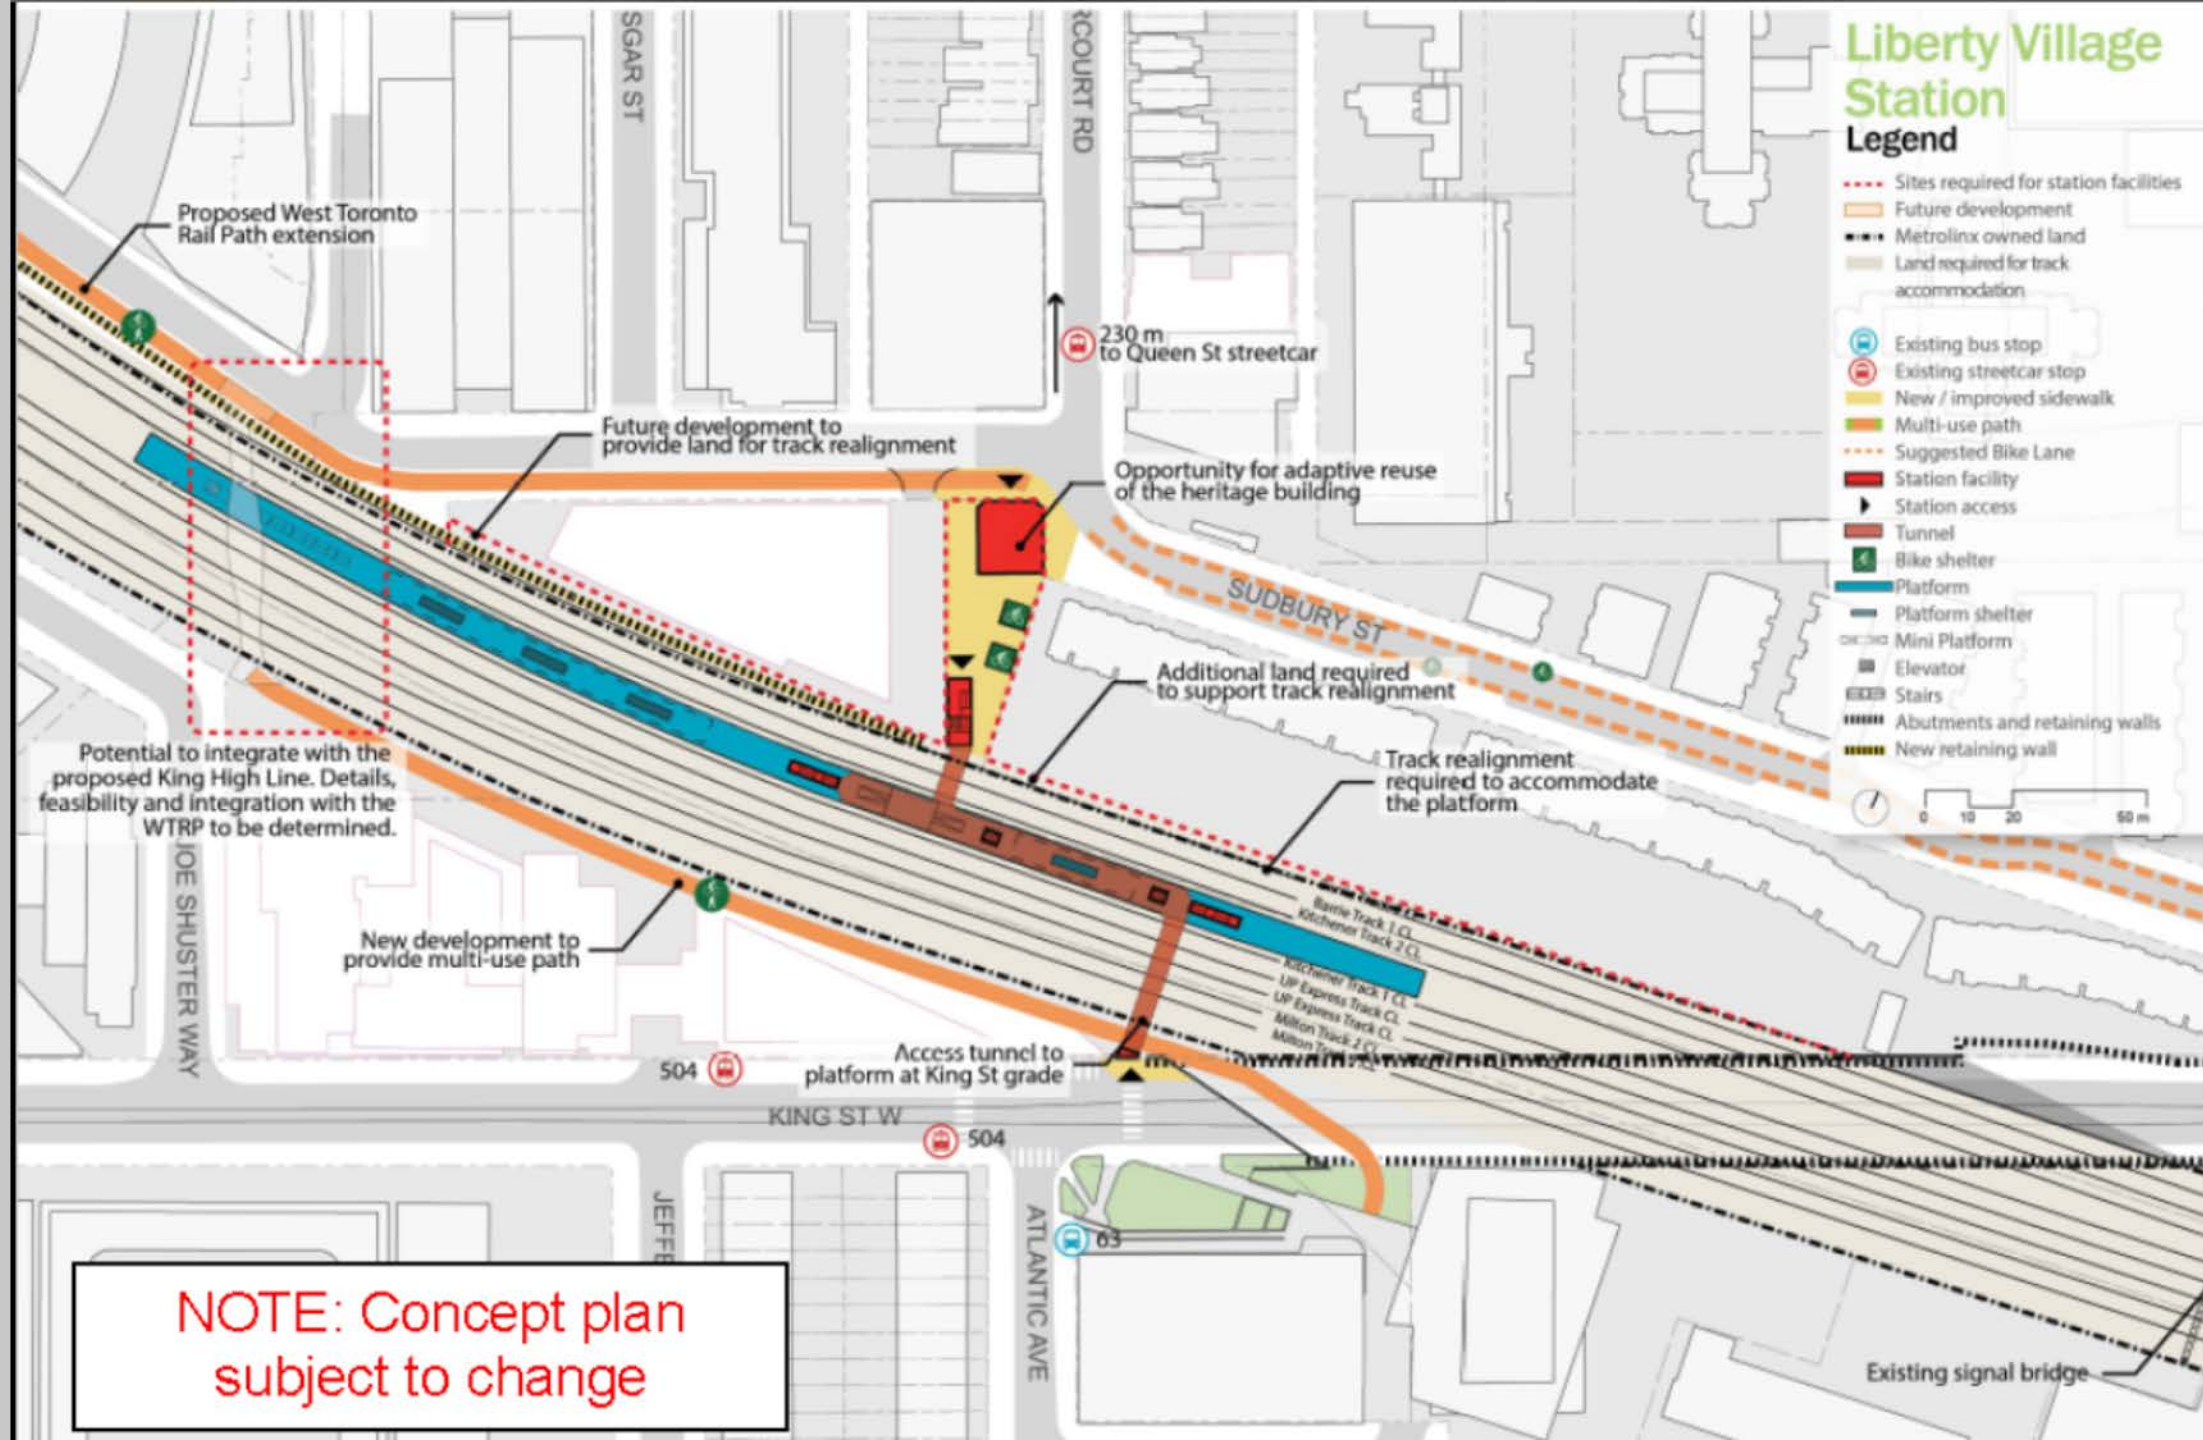 SGAR ST
RCOURT RD
Liberty Village
Station
Legend
Sites required for station facilities
Future development
Metrolinx owned land
Land required for track
accommodation
Existing bus stop
Existing streetcar stop
New / improved sidewalk
Multi-use path
Suggested Bike Lane
Station facility
Station access
Tunnel
Bike shelter
Platform
Platform shelter
Mini Platform
Elevator
Stairs
Abutments and retaining walls
New retaining wall
0 10 20 50 m
Proposed West Toronto
Rail Path extension
230 m
to Queen St streetcar
Future development to
provide land for track realignment
Opportunity for adaptive reuse
of the heritage building
SUDBURY ST
Additional land required
to support track realignment
Track realignment
required to accommodate
the platform
Potential to integrate with the
proposed King High Line. Details,
feasibility and integration with the
WTRP to be determined.
JOE SHUSTER WAY
New development to
provide multi-use path
Barrie Track 1 CL
Kitchener Track 2 CL
Kitchener Track 1 CL
UP Express Track CL
UP Express Track CL
Milton Track 2 CL
Milton
Access tunnel to
platform at King St grade
504
KING ST W
504
JEFFE
ATLANTIC AVE
63
NOTE: Concept plan
subject to change
Existing signal bridge